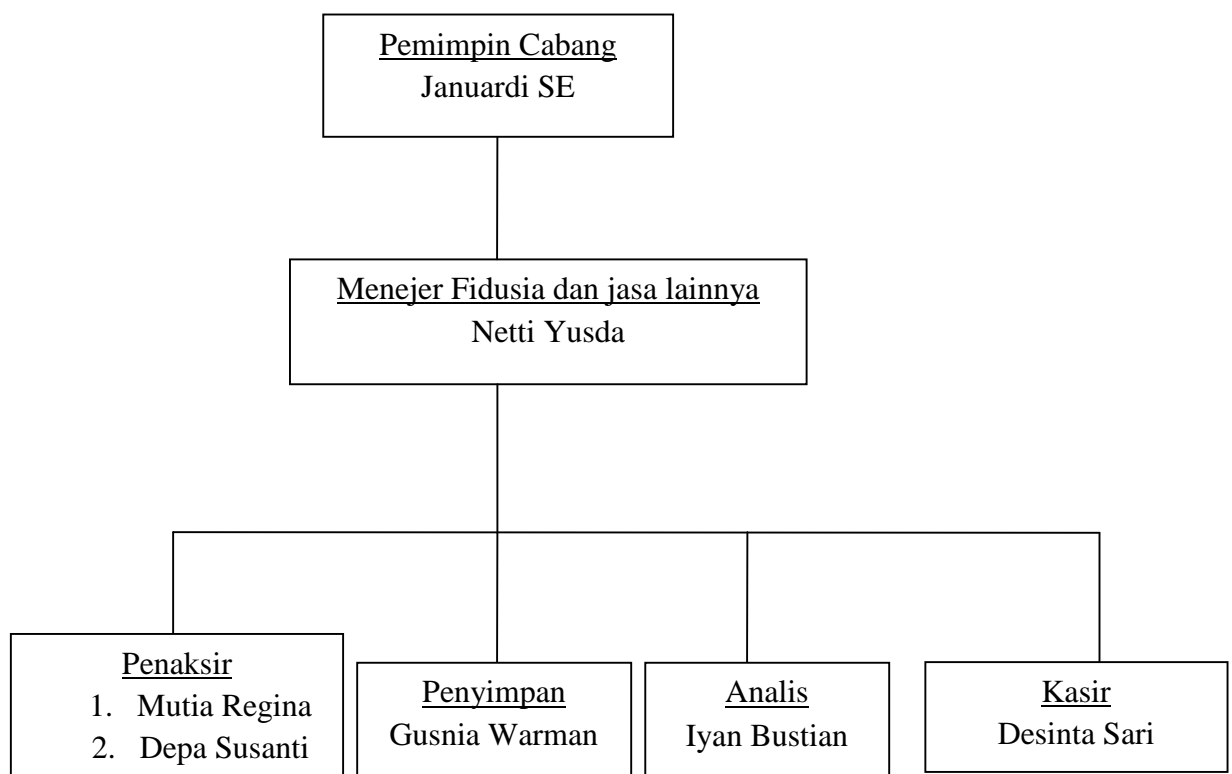 Pemimpin Cabang
Januardi SE
Menejer Fidusia dan jasa lainnya
Netti Yusda
Penaksir
1. Mutia Regina
2. Depa Susanti
Penyimpan
Gusnia Warman
Analis
Iyan Bustian
Kasir
Desinta Sari